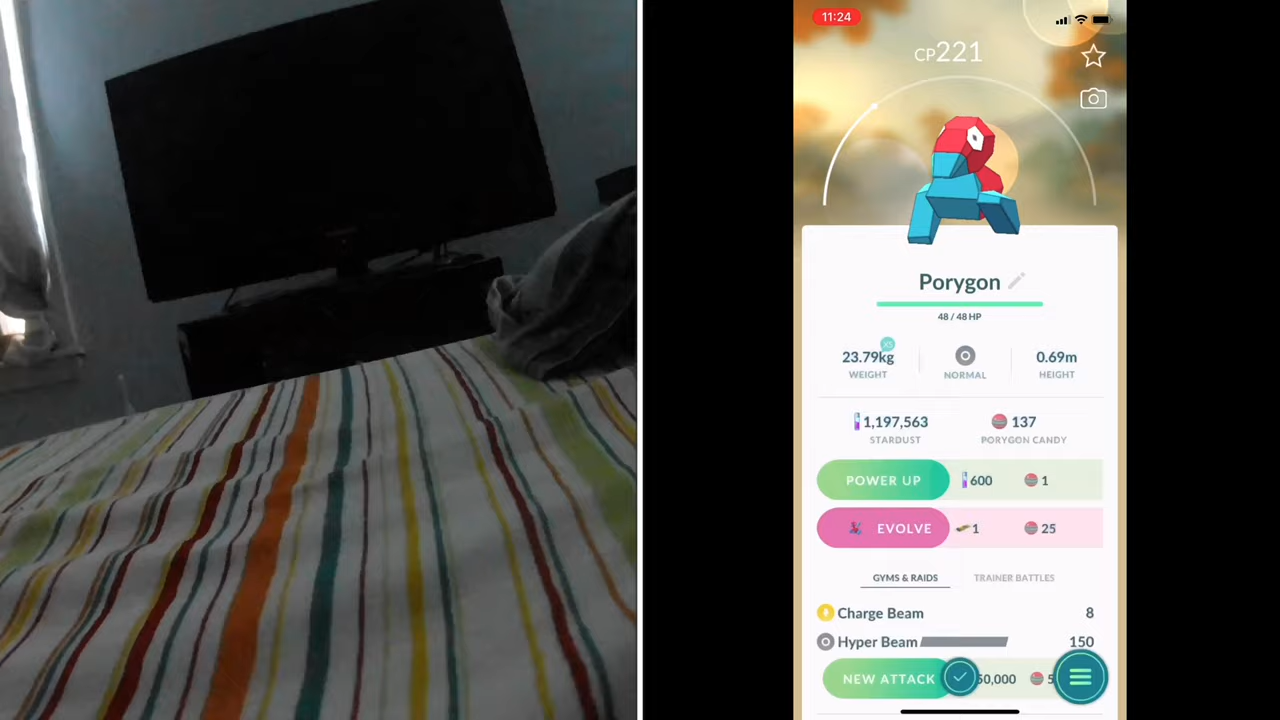 11:24
CP221
Porygon
48 / 48 HP
XS
23.79kg
WEIGHT
NORMAL
0.69m
HEIGHT
1,197,563
STARDUST
137
PORYGON CANDY
POWER UP 600 1
EVOLVE 1 25
GYMS & RAIDS TRAINER BATTLES
Charge Beam 8
Hyper Beam 150
NEW ATTACK 50,000 5